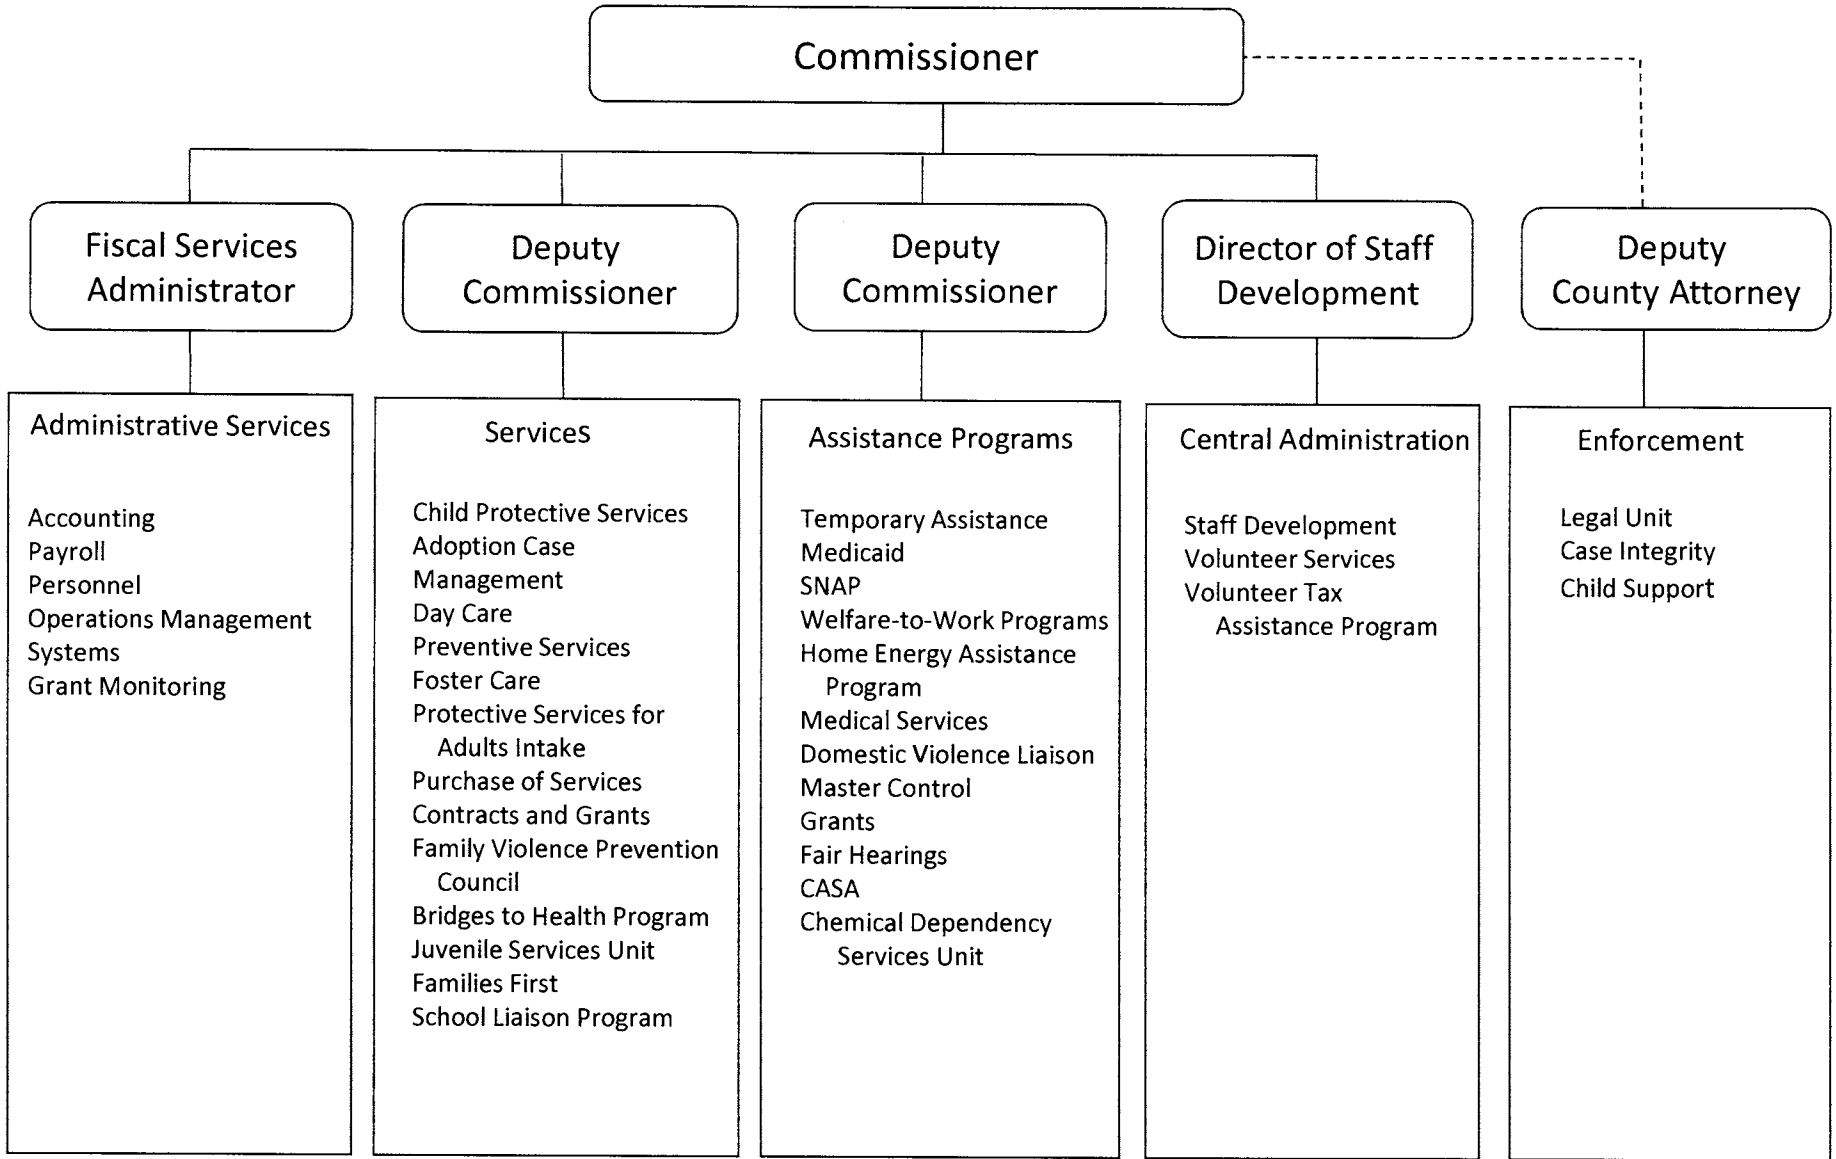 Commissioner
Fiscal Services
Administrator
Deputy
Commissioner
Deputy
Commissioner
Director of Staff
Development
Deputy
County Attorney
Administrative Services
Accounting
Payroll
Personnel
Operations Management
Systems
Grant Monitoring
Services
Child Protective Services
Adoption Case
Management
Day Care
Preventive Services
Foster Care
Protective Services for
Adults Intake
Purchase of Services
Contracts and Grants
Family Violence Prevention
Council
Bridges to Health Program
Juvenile Services Unit
Families First
School Liaison Program
Assistance Programs
Temporary Assistance
Medicaid
SNAP
Welfare-to-Work Programs
Home Energy Assistance
Program
Medical Services
Domestic Violence Liaison
Master Control
Grants
Fair Hearings
CASA
Chemical Dependency
Services Unit
Central Administration
Staff Development
Volunteer Services
Volunteer Tax
Assistance Program
Enforcement
Legal Unit
Case Integrity
Child Support